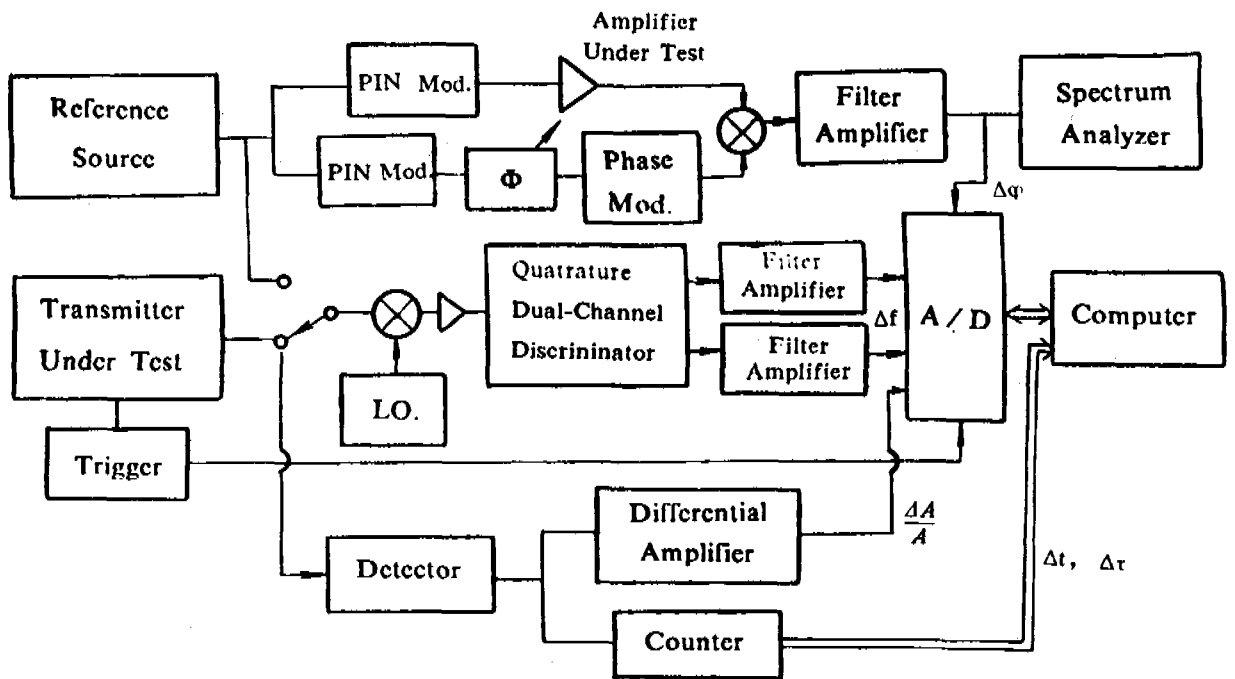 Amplifier
Under Test
Reference
Source
PIN Mod.
PIN Mod
Φ
Phase
Mod.
Filter
Amplifier
Spectrum
Analyzer
Δφ
Transmitter
Under Test
Quatrature
Dual-Channel
Discrininator
Filter
Amplifier
Δf
Filter
Amplifier
A/D
Computer
LO.
Trigger
Detector
Differential
Amplifier
ΔA
A
Δt, Δτ
Counter